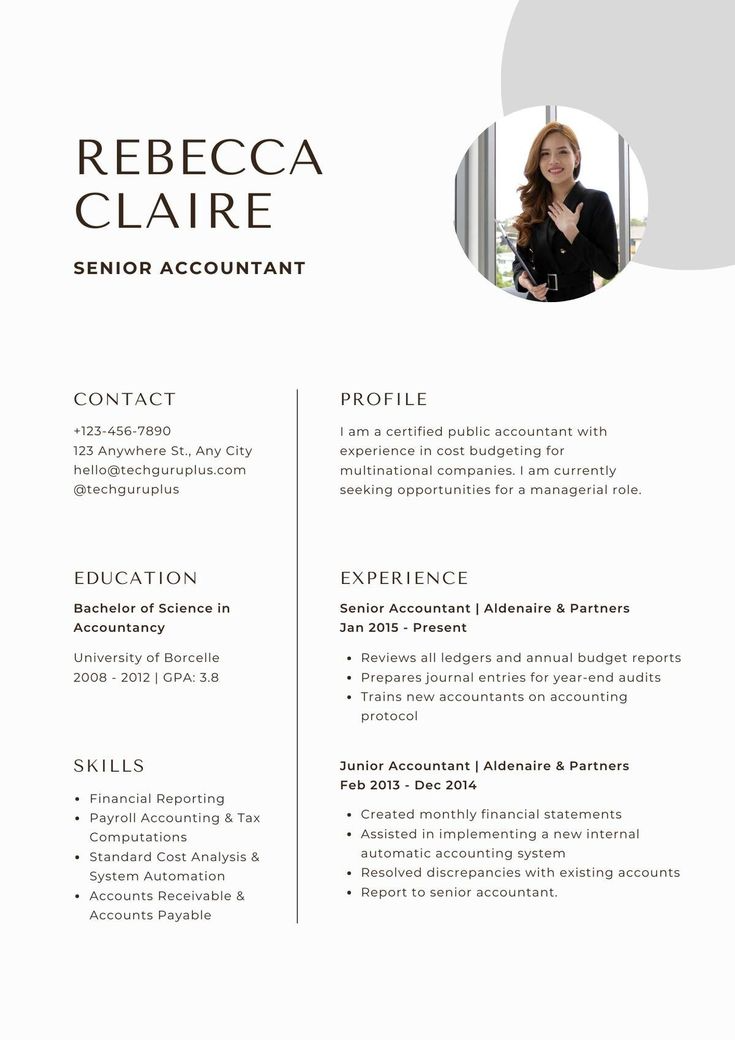 REBECCA
CLAIRE
SENIOR ACCOUNTANT
CONTACT
+123-456-7890
123 Anywhere St., Any City
hello@techguruplus.com
@techguruplus
EDUCATION
Bachelor of Science in
Accountancy
University of Borcelle
2008 - 2012 | GPA: 3.8
SKILLS
• Financial Reporting
• Payroll Accounting & Tax
Computations
• Standard Cost Analysis &
System Automation
• Accounts Receivable &
Accounts Payable
PROFILE
I am a certified public accountant with
experience in cost budgeting for
multinational companies. I am currently
seeking opportunities for a managerial role.
EXPERIENCE
Senior Accountant | Aldenaire & Partners
Jan 2015 - Present
• Reviews all ledgers and annual budget reports
• Prepares journal entries for year-end audits
• Trains new accountants on accounting
protocol
Junior Accountant | Aldenaire & Partners
Feb 2013 - Dec 2014
• Created monthly financial statements
• Assisted in implementing a new internal
automatic accounting system
• Resolved discrepancies with existing accounts
• Report to senior accountant.